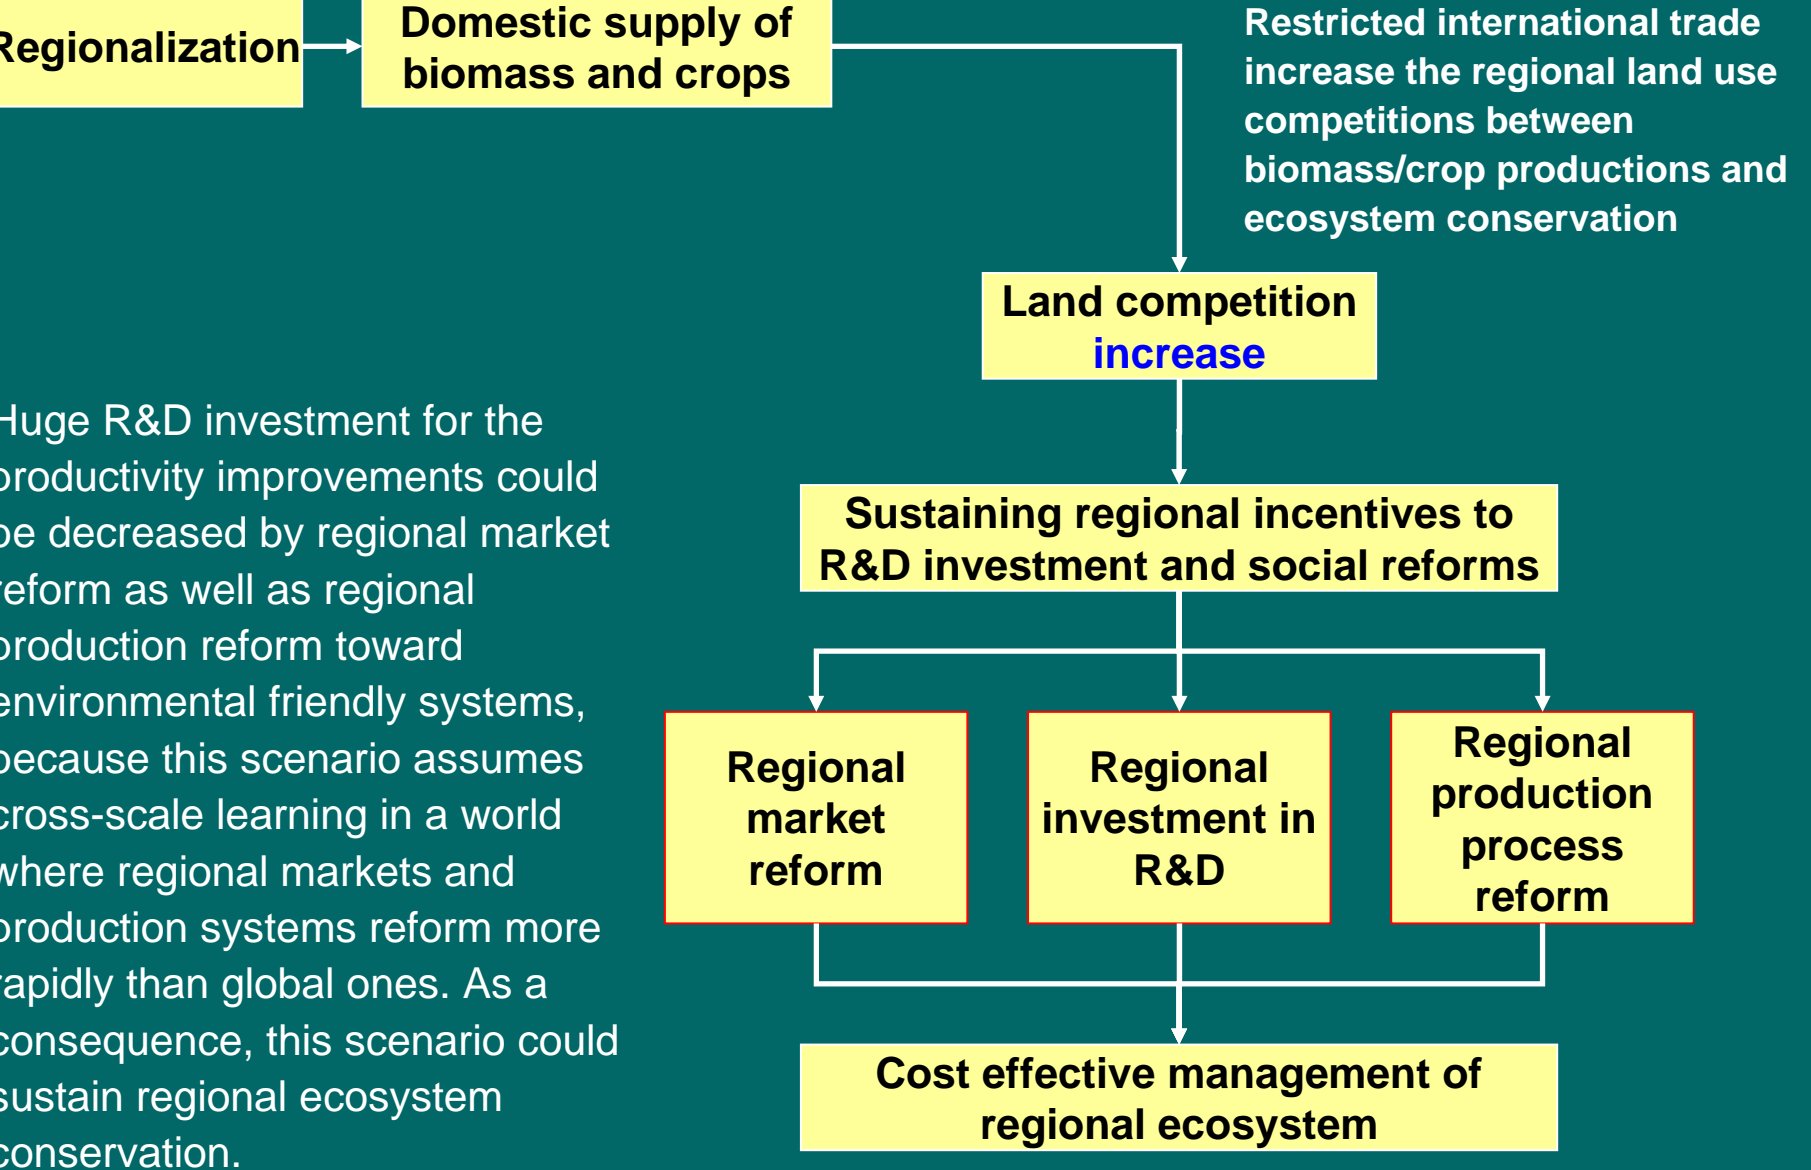 Regionalization
Domestic supply of
biomass and crops
Restricted international trade
increase the regional land use
competitions between
biomass/crop productions and
ecosystem conservation
Land competition
increase
Huge R&D investment for the
productivity improvements could
be decreased by regional market
reform as well as regional
production reform toward
environmental friendly systems,
because this scenario assumes
cross-scale learning in a world
where regional markets and
production systems reform more
rapidly than global ones. As a
consequence, this scenario could
sustain regional ecosystem
conservation.
Sustaining regional incentives to
R&D investment and social reforms
Regional
market
reform
Regional
investment in
R&D
Regional
production
process
reform
Cost effective management of
regional ecosystem